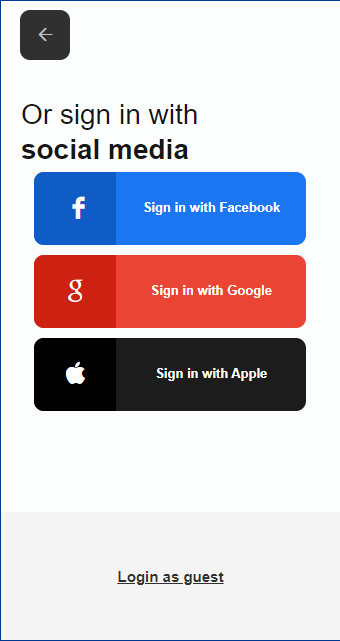 Or sign in with
social media
f Sign in with Facebook
g Sign in with Google
Sign in with Apple
Login as guest